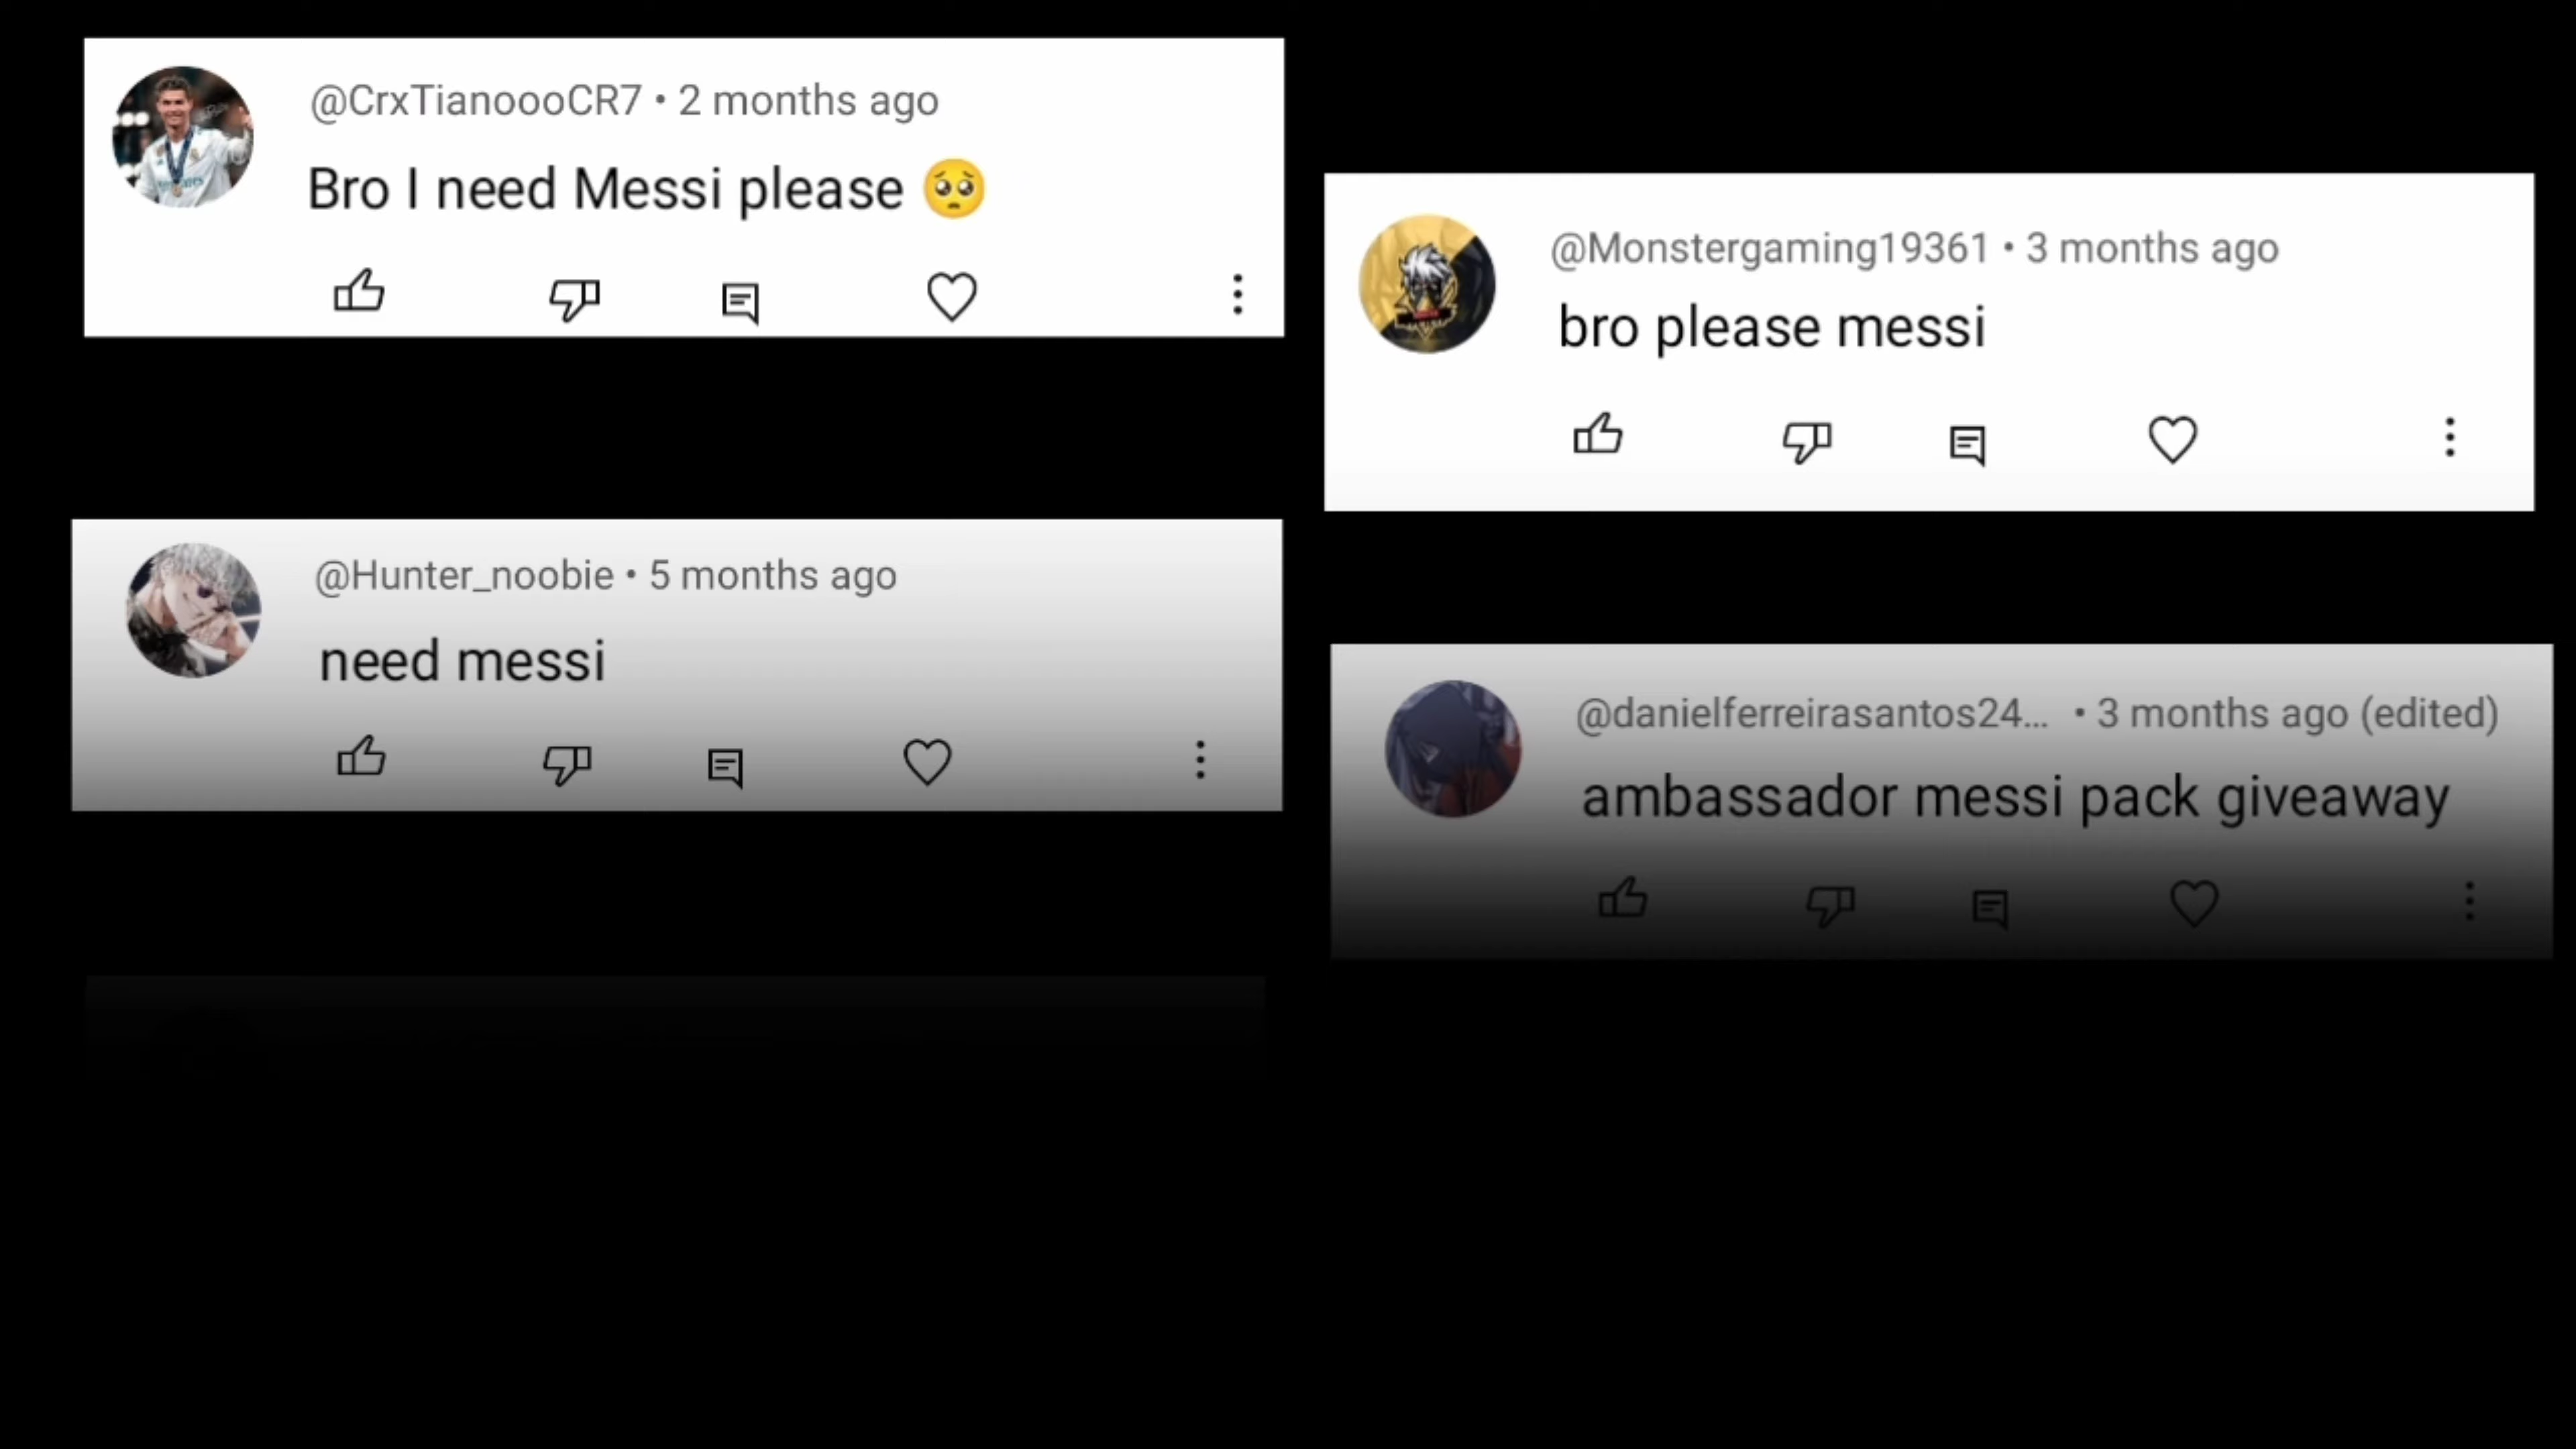 @CrxTianoooCR7 • 2 months ago
Bro I need Messi please 🥺
@Monstergaming19361 • 3 months ago
bro please messi
@Hunter_noobie • 5 months ago
need messi
@danielferreirasantos24... • 3 months ago (edited)
ambassador messi pack giveaway